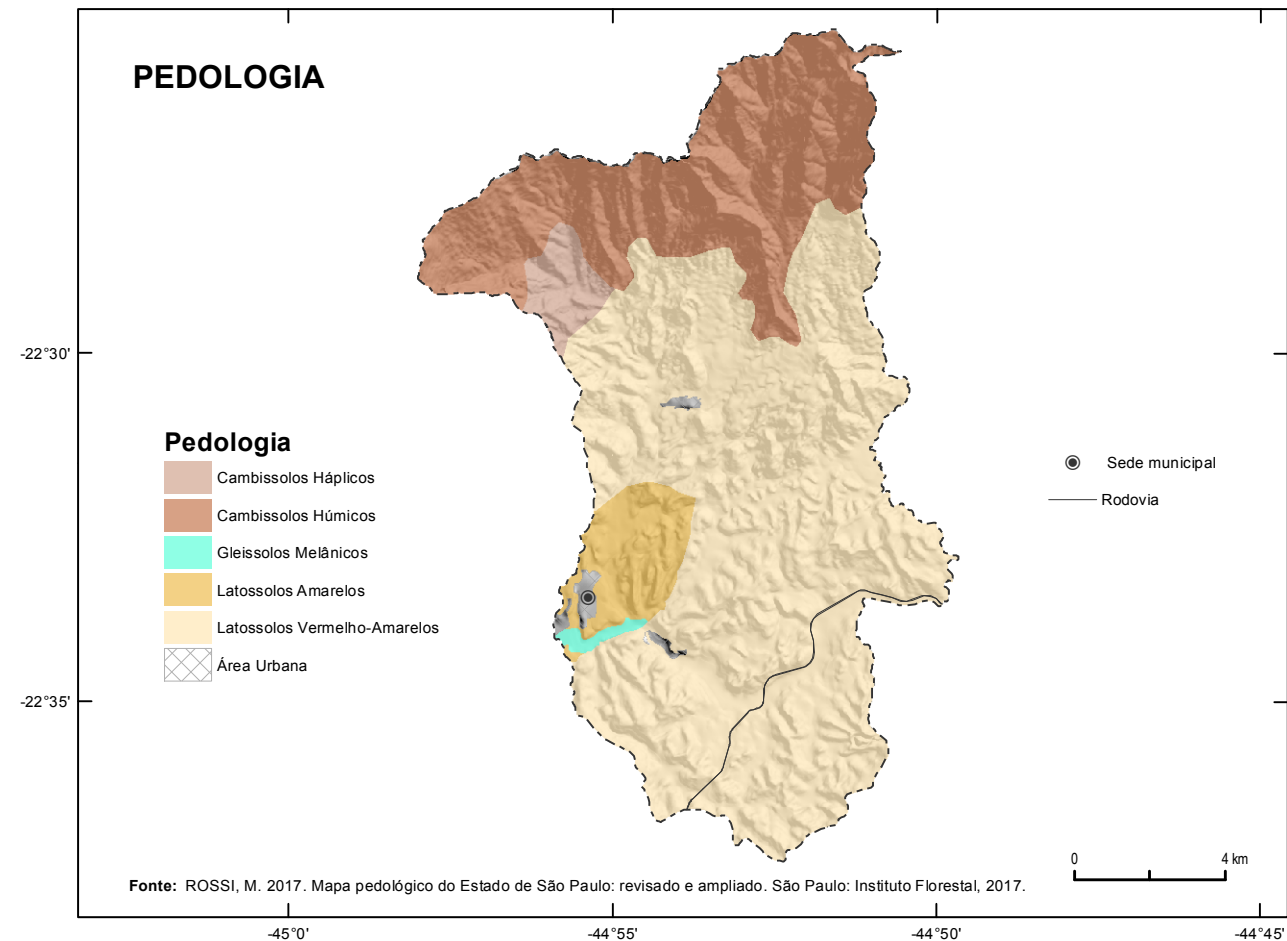 PEDOLOGIA
-22°30'
Pedologia
Cambissolos Háplicos
Cambissolos Húmicos
Gleissolos Melânicos
Latossolos Amarelos
Latossolos Vermelho-Amarelos
Área Urbana
Sede municipal
Rodovia
-22°35'
0 4 km
Fonte: ROSSI, M. 2017. Mapa pedológico do Estado de São Paulo: revisado e ampliado. São Paulo: Instituto Florestal, 2017.
-45°0' -44°55' -44°50' -44°45'